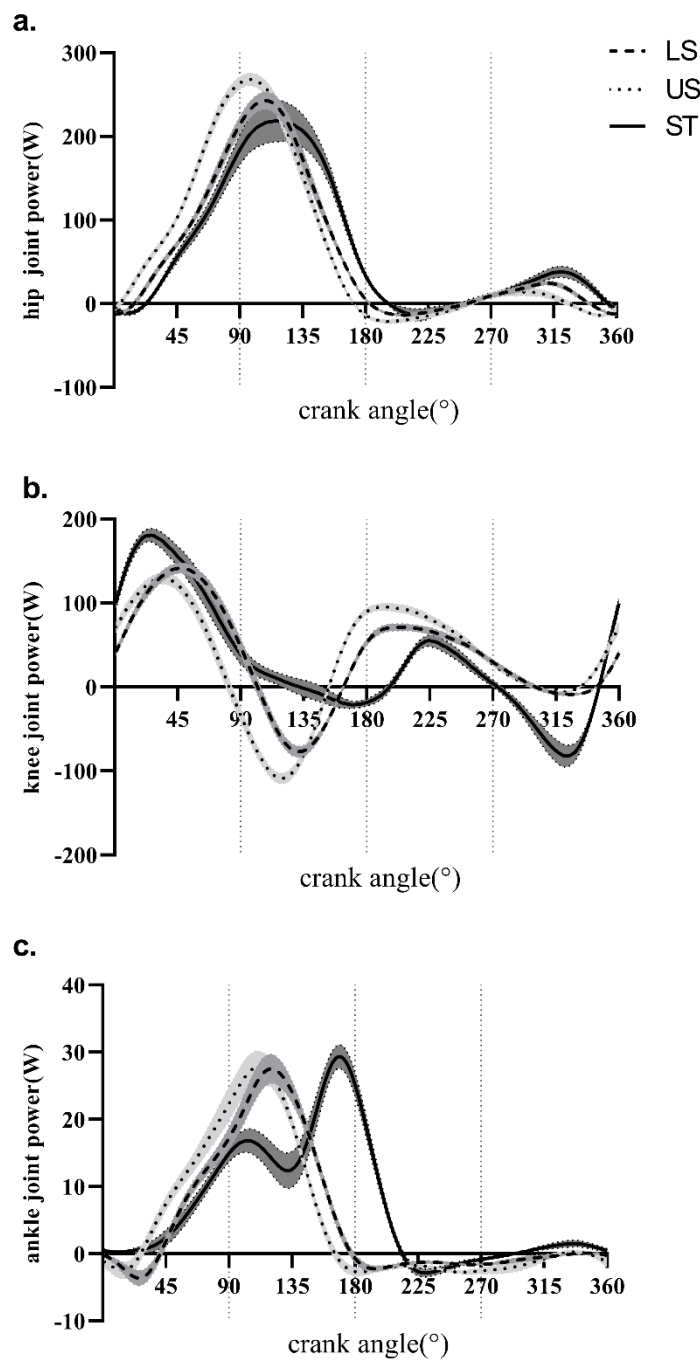 a.
LS
US
ST
300
200
100
0
-100
45 90 135 180 225 270 315 360
hip joint power(W)
crank angle(°)
b.
200
100
0
-100
-200
45 90 135 180 225 270 315 360
knee joint power(W)
crank angle(°)
c.
40
30
20
10
0
-10
45 90 135 180 225 270 315 360
ankle joint power(W)
crank angle(°)